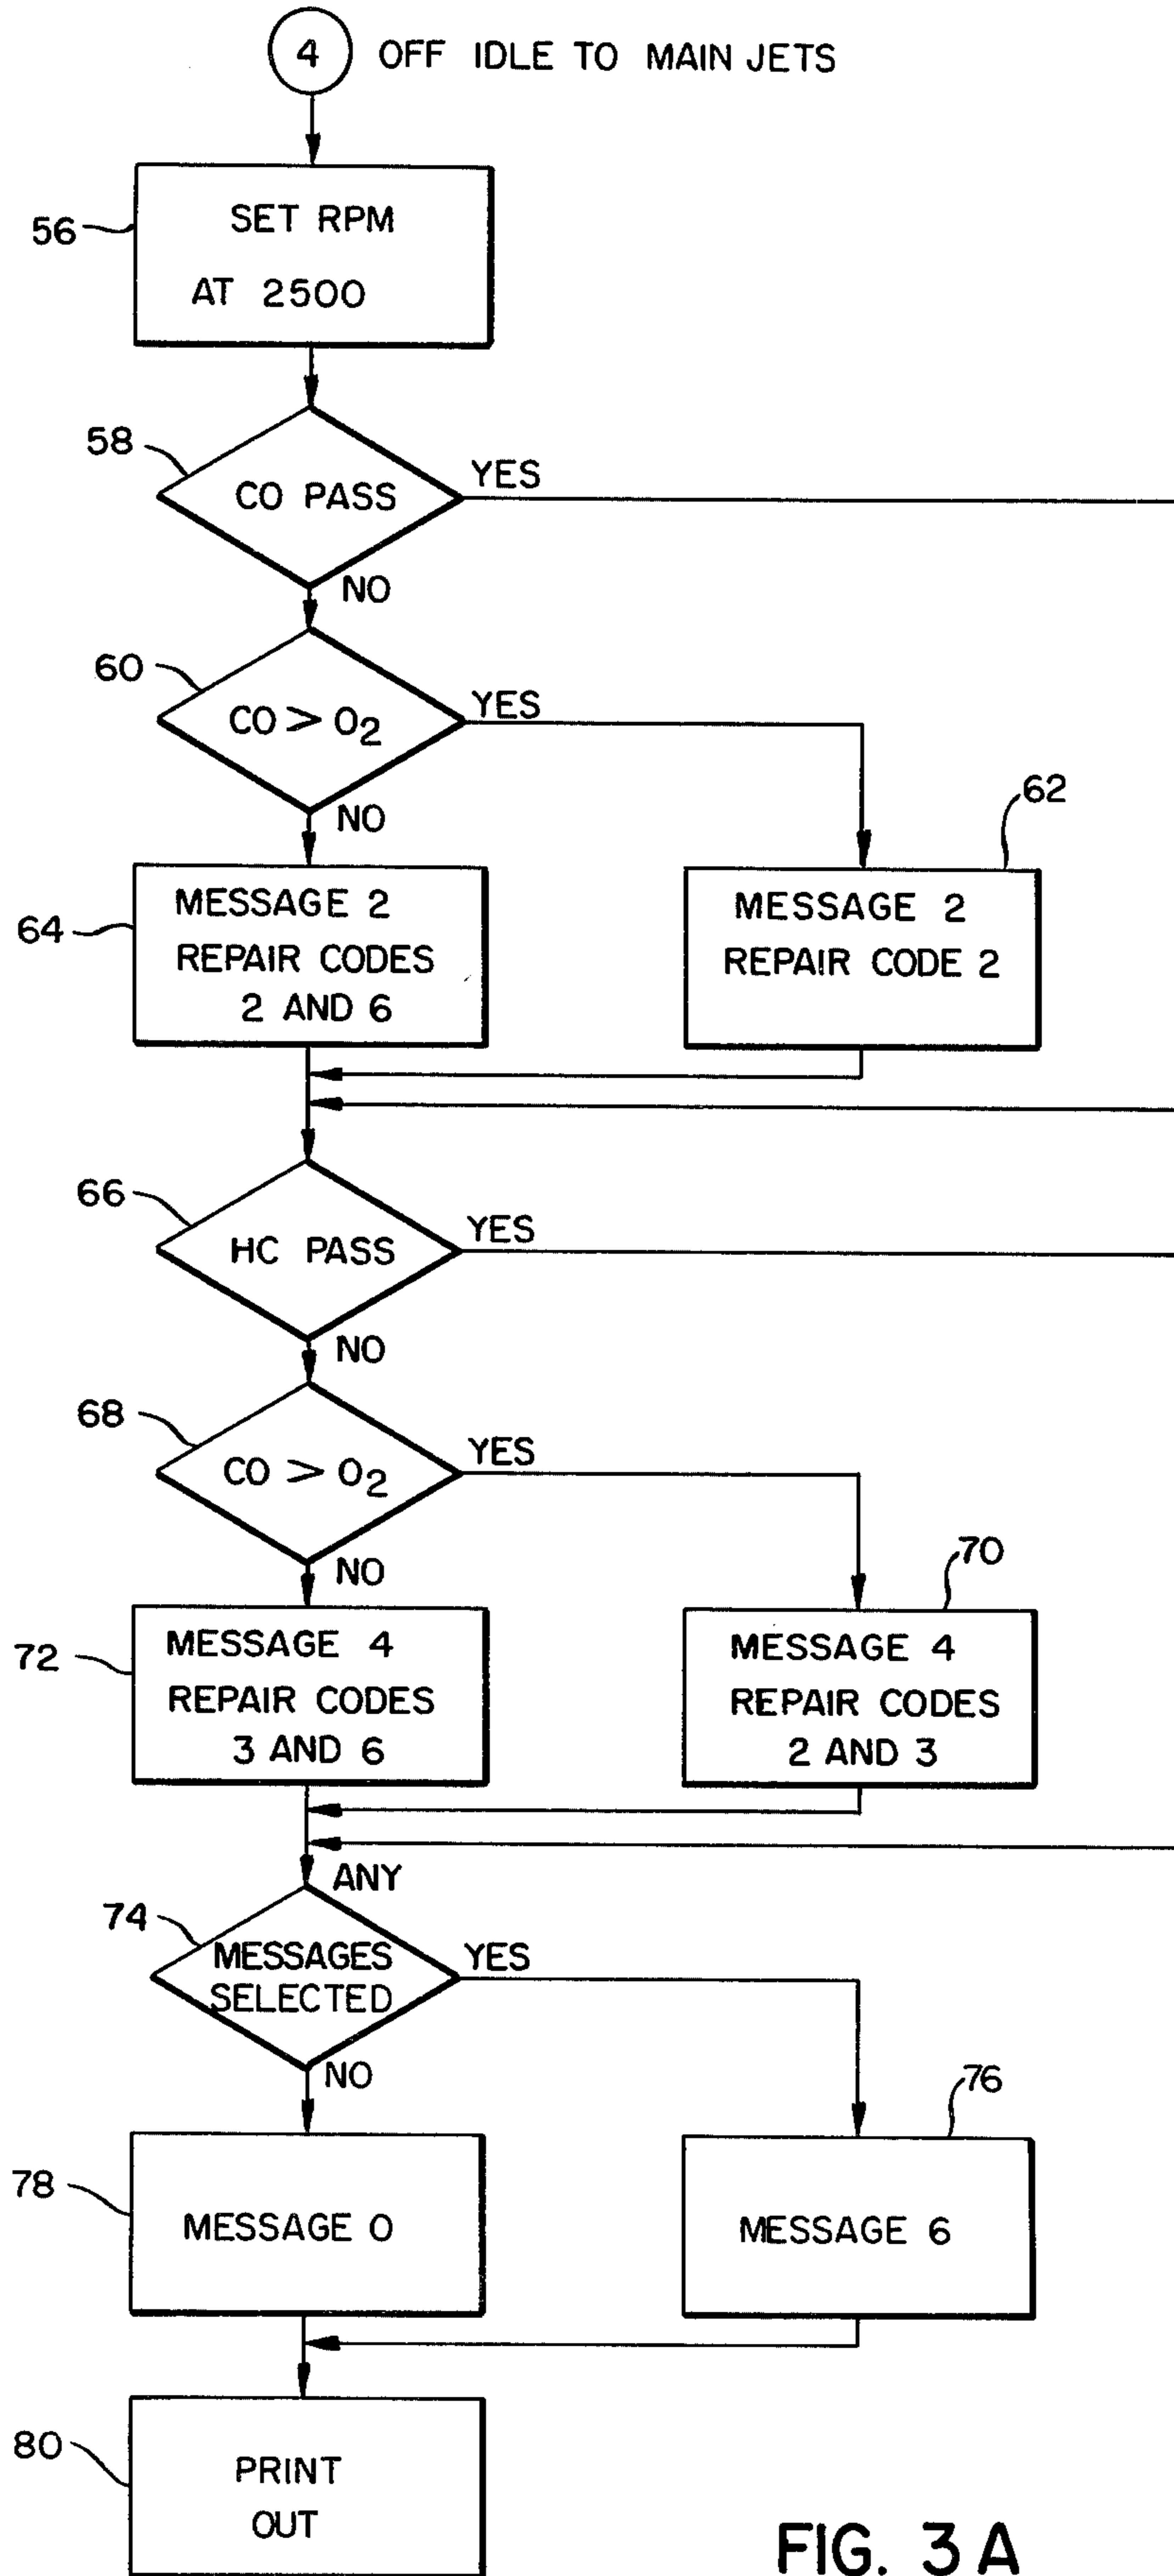 4 OFF IDLE TO MAIN JETS
56
SET RPM
AT 2500
58
CO PASS
YES
NO
60
CO > O2
YES
NO
62
64
MESSAGE 2
REPAIR CODES
2 AND 6
MESSAGE 2
REPAIR CODE 2
66
HC PASS
YES
NO
68
CO > O2
YES
NO
70
72
MESSAGE 4
REPAIR CODES
3 AND 6
MESSAGE 4
REPAIR CODES
2 AND 3
ANY
74
MESSAGES
SELECTED
YES
NO
76
78
MESSAGE 0
MESSAGE 6
80
PRINT
OUT
FIG. 3A